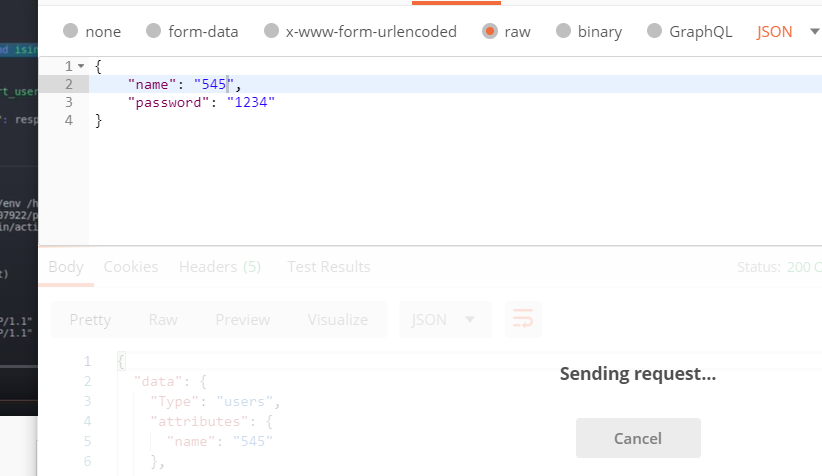 none form-data x-www-form-urlencoded raw binary GraphQL JSON
1 {
2 "name": "545",
3 "password": "1234"
4 }
Body Cookies Headers (5) Test Results Status: 200
Pretty Raw Preview Visualize JSON
1 {
2 "data": {
3 "Type": "users",
4 "attributes": {
5 "name": "545"
6 },
Sending request...
Cancel
isin
rt_user
": resp
/env /h
07922/p
in/acti
t)
P/1.1"
P/1.1"